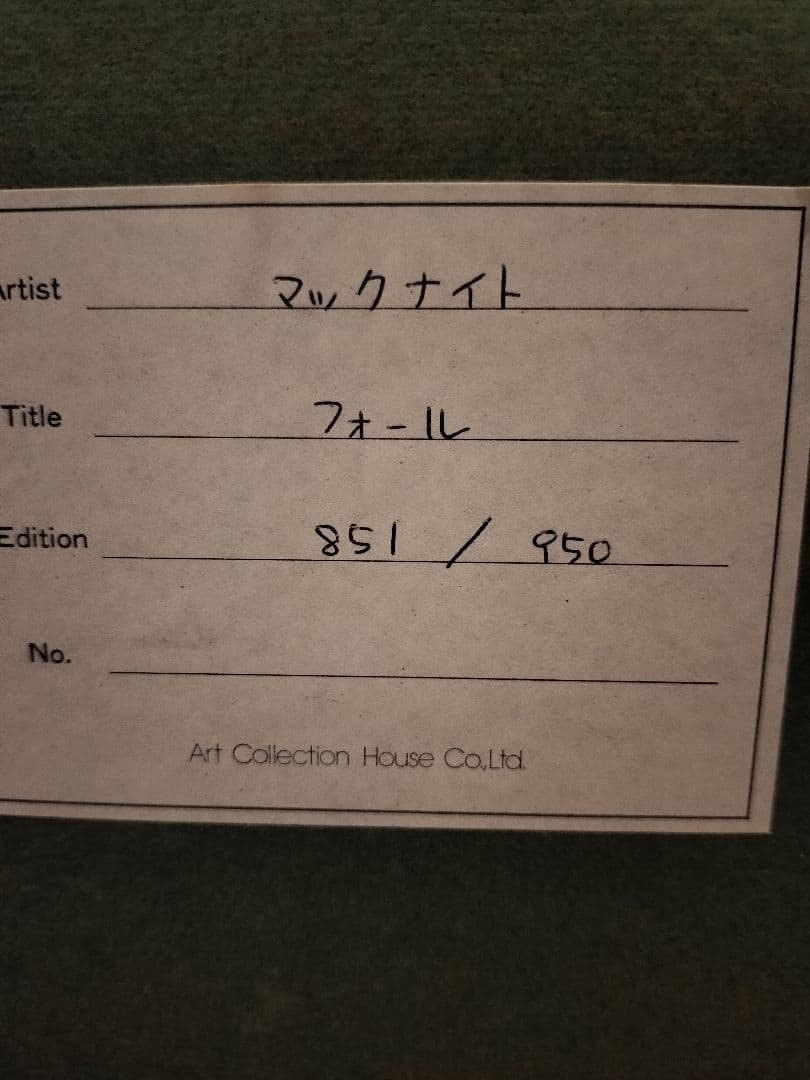 Artist マックナイト
Title フォール
Edition 851 / 950
No.
Art Collection House Co.,Ltd.